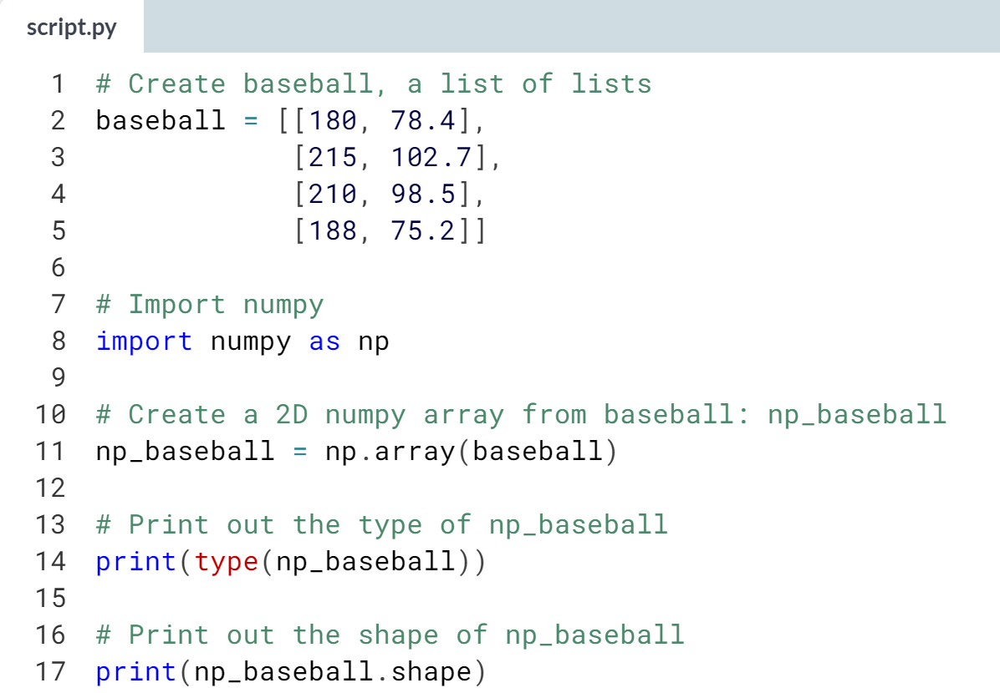 script.py
1 # Create baseball, a list of lists
2 baseball = [[180, 78.4],
3             [215, 102.7],
4             [210, 98.5],
5             [188, 75.2]]
6
7 # Import numpy
8 import numpy as np
9
10 # Create a 2D numpy array from baseball: np_baseball
11 np_baseball = np.array(baseball)
12
13 # Print out the type of np_baseball
14 print(type(np_baseball))
15
16 # Print out the shape of np_baseball
17 print(np_baseball.shape)